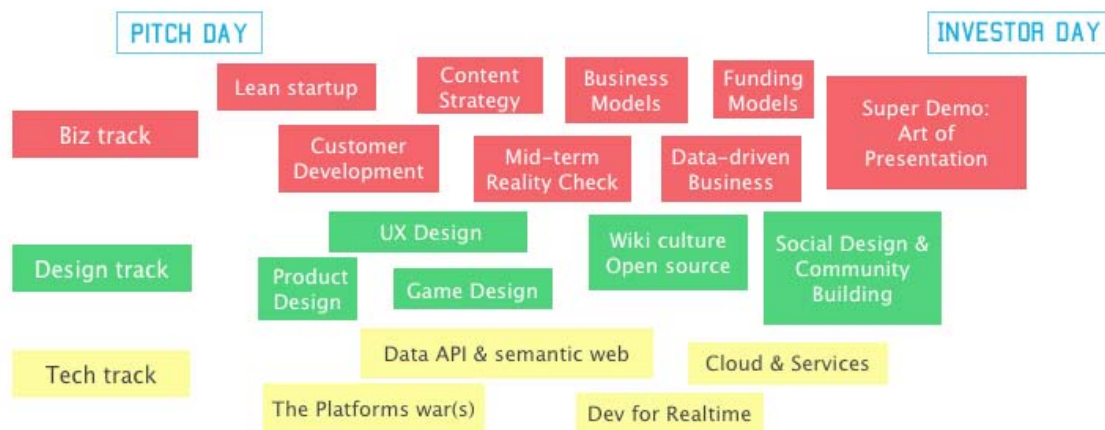 PITCH DAY
INVESTOR DAY
Biz track
Lean startup
Content
Strategy
Business
Models
Funding
Models
Super Demo:
Art of
Presentation
Customer
Development
Mid-term
Reality Check
Data-driven
Business
Design track
UX Design
Wiki culture
Open source
Social Design &
Community
Building
Product
Design
Game Design
Tech track
Data API & semantic web
Cloud & Services
The Platforms war(s)
Dev for Realtime